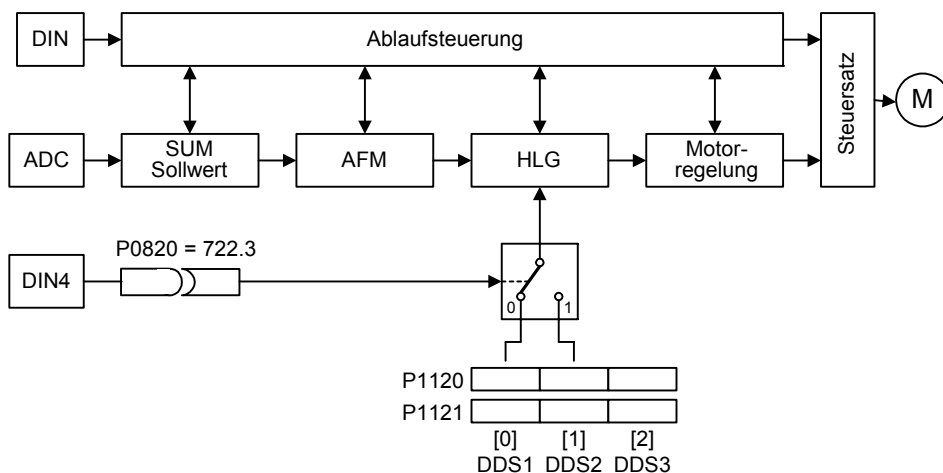 DIN
Ablaufsteuerung
Steuersatz
M
ADC
SUM
Sollwert
AFM
HLG
Motor-
regelung
P0820 = 722.3
DIN4
0
1
P1120
P1121
[0]
[1]
[2]
DDS1
DDS2
DDS3